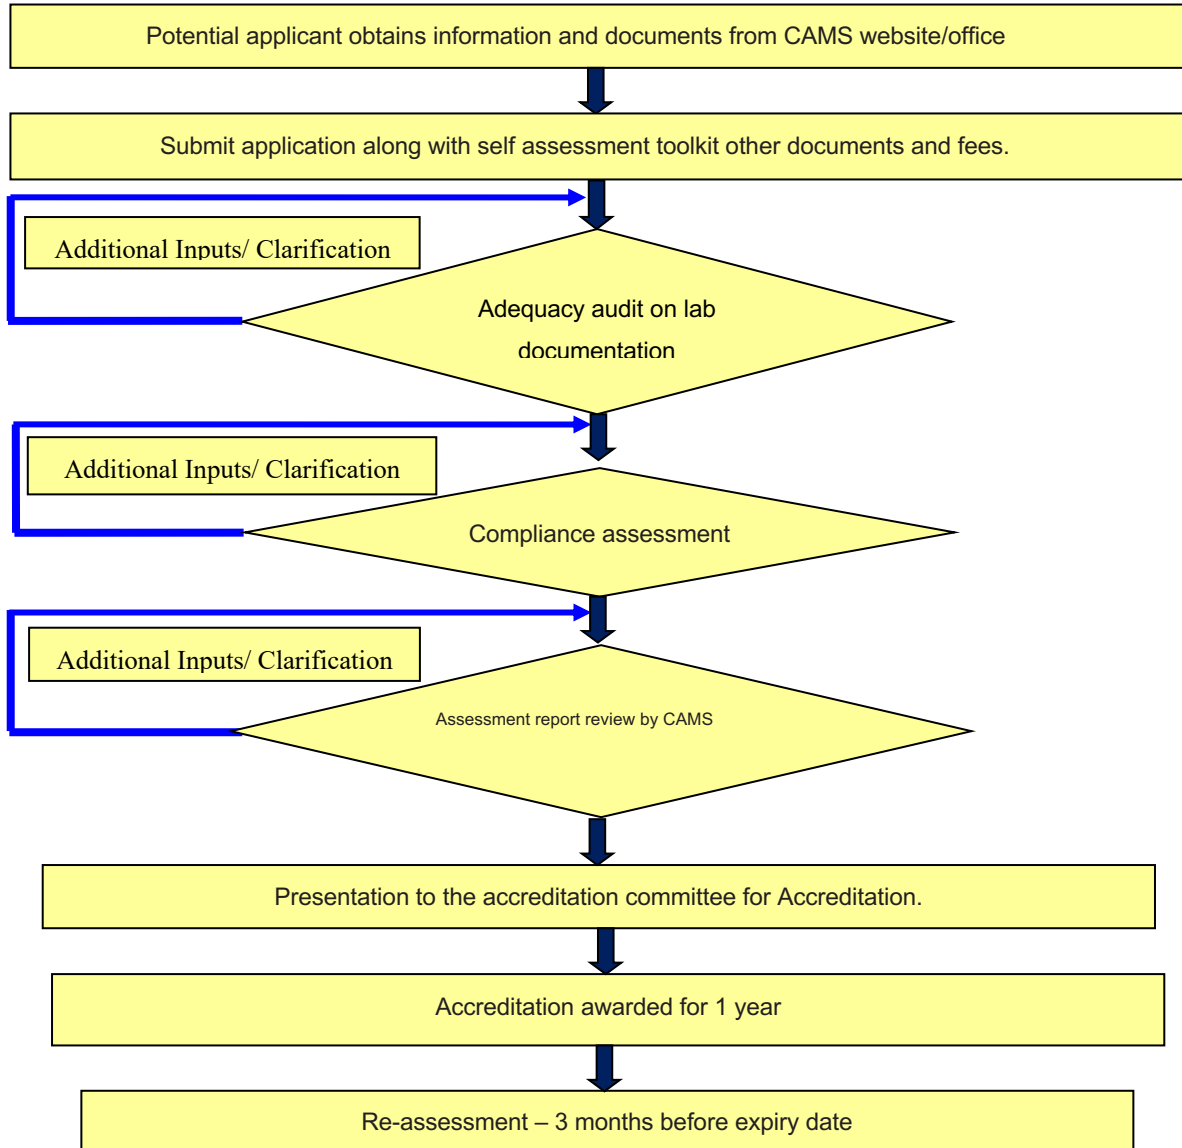 Potential applicant obtains information and documents from CAMS website/office
Submit application along with self assessment toolkit other documents and fees.
Additional Inputs/ Clarification
Adequacy audit on lab
documentation
Additional Inputs/ Clarification
Compliance assessment
Additional Inputs/ Clarification
Assessment report review by CAMS
Presentation to the accreditation committee for Accreditation.
Accreditation awarded for 1 year
Re-assessment – 3 months before expiry date